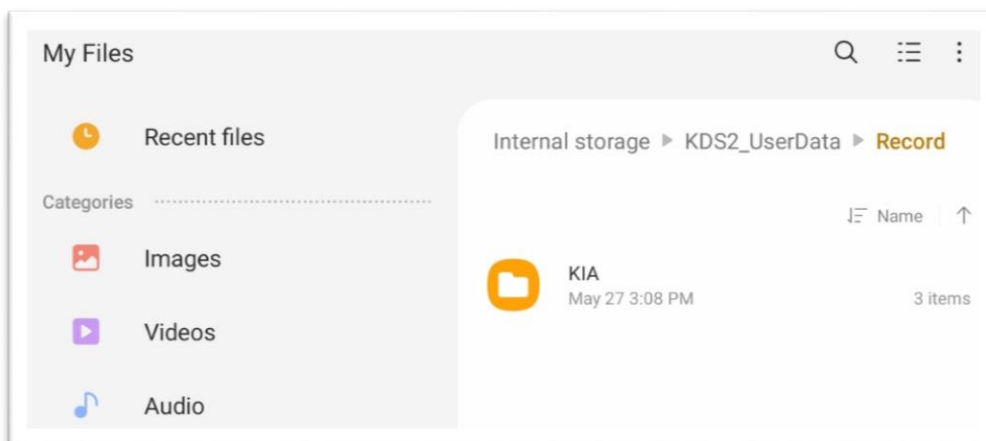 My Files
Recent files
Categories
Images
Videos
Audio
Internal storage ▶ KDS2_UserData ▶ Record
Name
KIA
May 27 3:08 PM
3 items